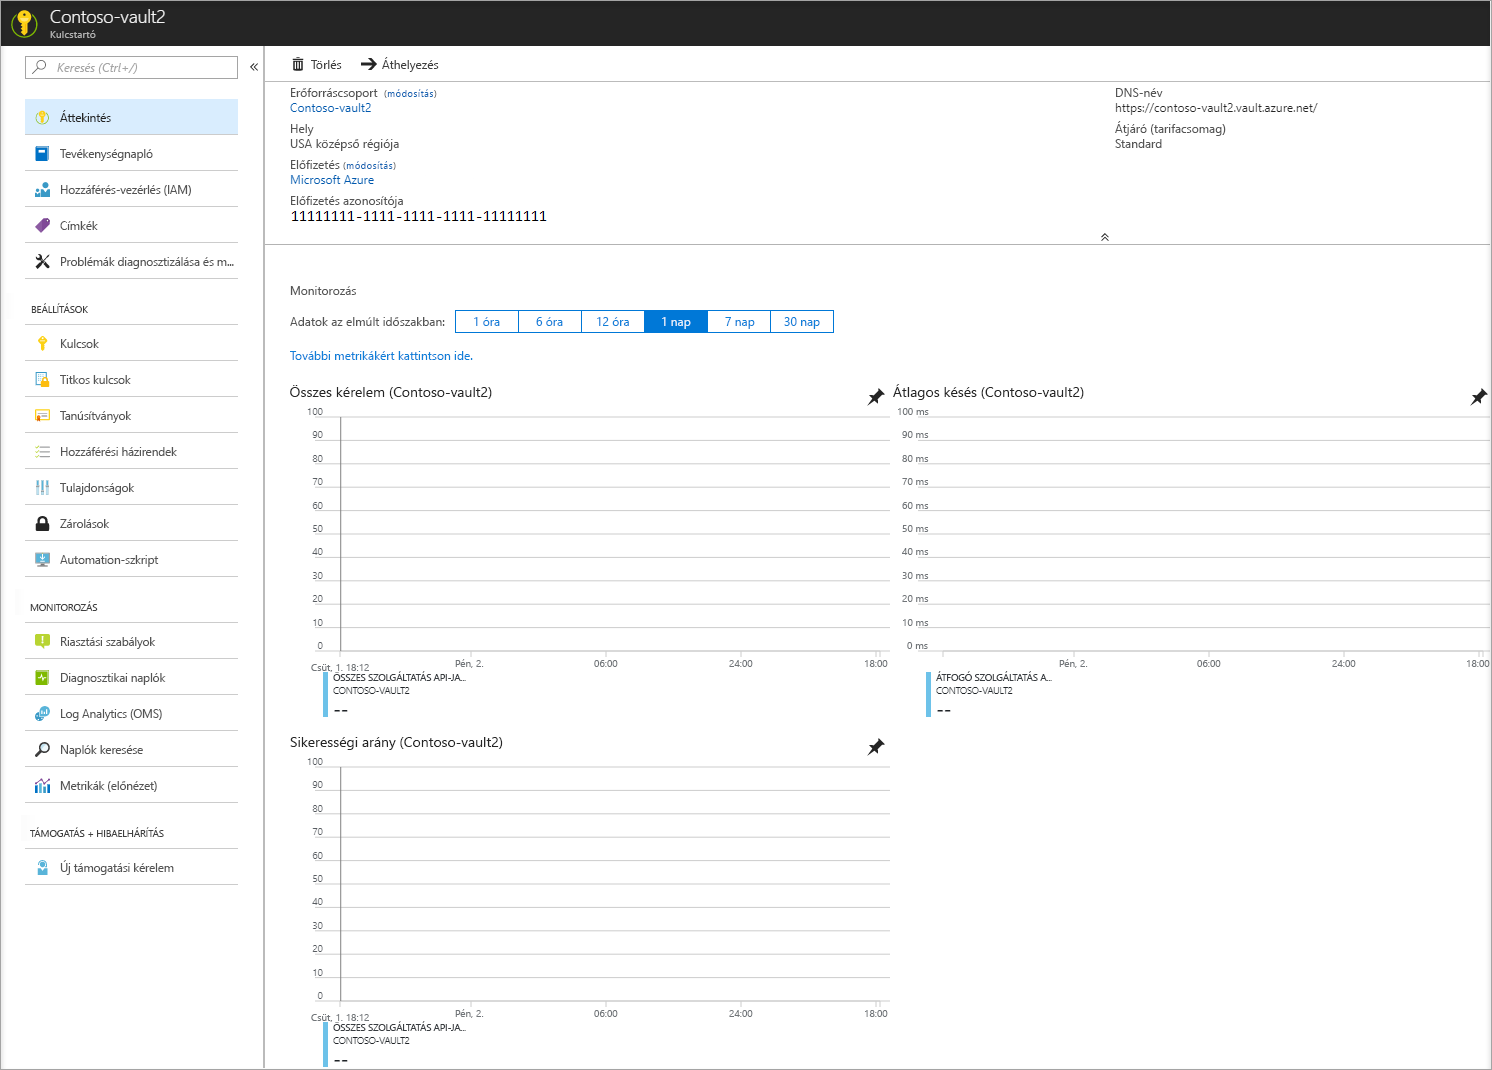 Contoso-vault2
Kulcstartó
Keresés (Ctrl+/)
«
Áttekintés
Tevékenységnapló
Hozzáférés-vezérlés (IAM)
Címkék
Problémák diagnosztizálása és m...
BEÁLLÍTÁSOK
Kulcsok
Titkos kulcsok
Tanúsítványok
Hozzáférési házirendek
Tulajdonságok
Zárolások
Automation-szkript
MONITOROZÁS
Riasztási szabályok
Diagnosztikai naplók
Log Analytics (OMS)
Naplók keresése
Metrikák (előnézet)
TÁMOGATÁS + HIBAELHÁRÍTÁS
Új támogatási kérelem
Törlés Áthelyezés
Erőforráscsoport (módosítás)
Contoso-vault2
Hely
USA középső régiója
Előfizetés (módosítás)
Microsoft Azure
Előfizetés azonosítója
11111111-1111-1111-1111-11111111
DNS-név
https://contoso-vault2.vault.azure.net/
Átjáró (tarifacsomag)
Standard
Monitorozás
Adatok az elmúlt időszakban: 1 óra 6 óra 12 óra 1 nap 7 nap 30 nap
További metrikákért kattintson ide.
Összes kérelem (Contoso-vault2)
100
90
80
70
60
50
40
30
20
10
0
Csüt, 1. 18:12 Pén, 2. 06:00 24:00 18:00
ÖSSZES SZOLGÁLTATÁS API-JA...
CONTOSO-VAULT2
--
Átlagos késés (Contoso-vault2)
100 ms
90 ms
80 ms
70 ms
60 ms
50 ms
40 ms
30 ms
20 ms
10 ms
0 ms
Pén, 2. 06:00 24:00 18:00
ÁTFOGÓ SZOLGÁLTATÁS A...
CONTOSO-VAULT2
--
Sikerességi arány (Contoso-vault2)
100
90
80
70
60
50
40
30
20
10
0
Csüt, 1. 18:12 Pén, 2. 06:00 24:00 18:00
ÖSSZES SZOLGÁLTATÁS API-JA...
CONTOSO-VAULT2
--